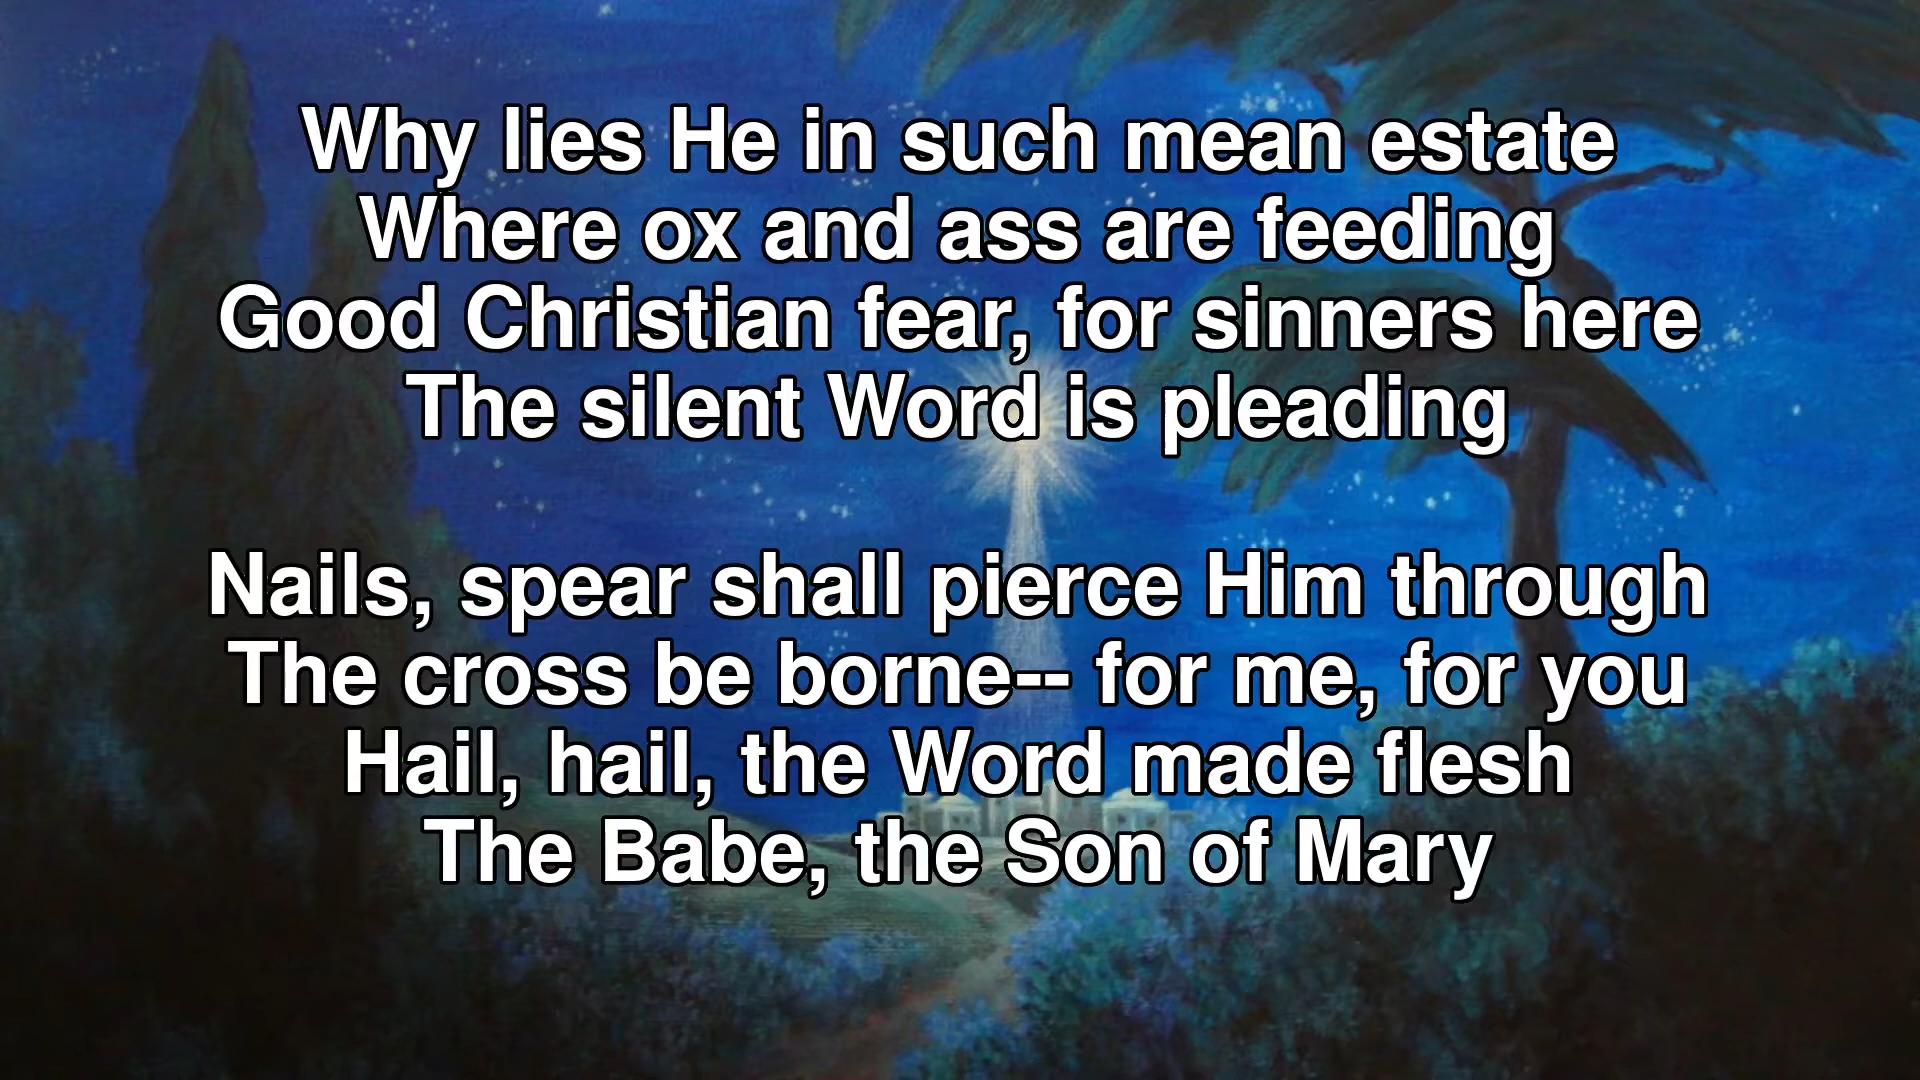 Why lies He in such mean estate
Where ox and ass are feeding
Good Christian fear, for sinners here
The silent Word is pleading
Nails, spear shall pierce Him through
The cross be borne-- for me, for you
Hail, hail, the Word made flesh
The Babe, the Son of Mary